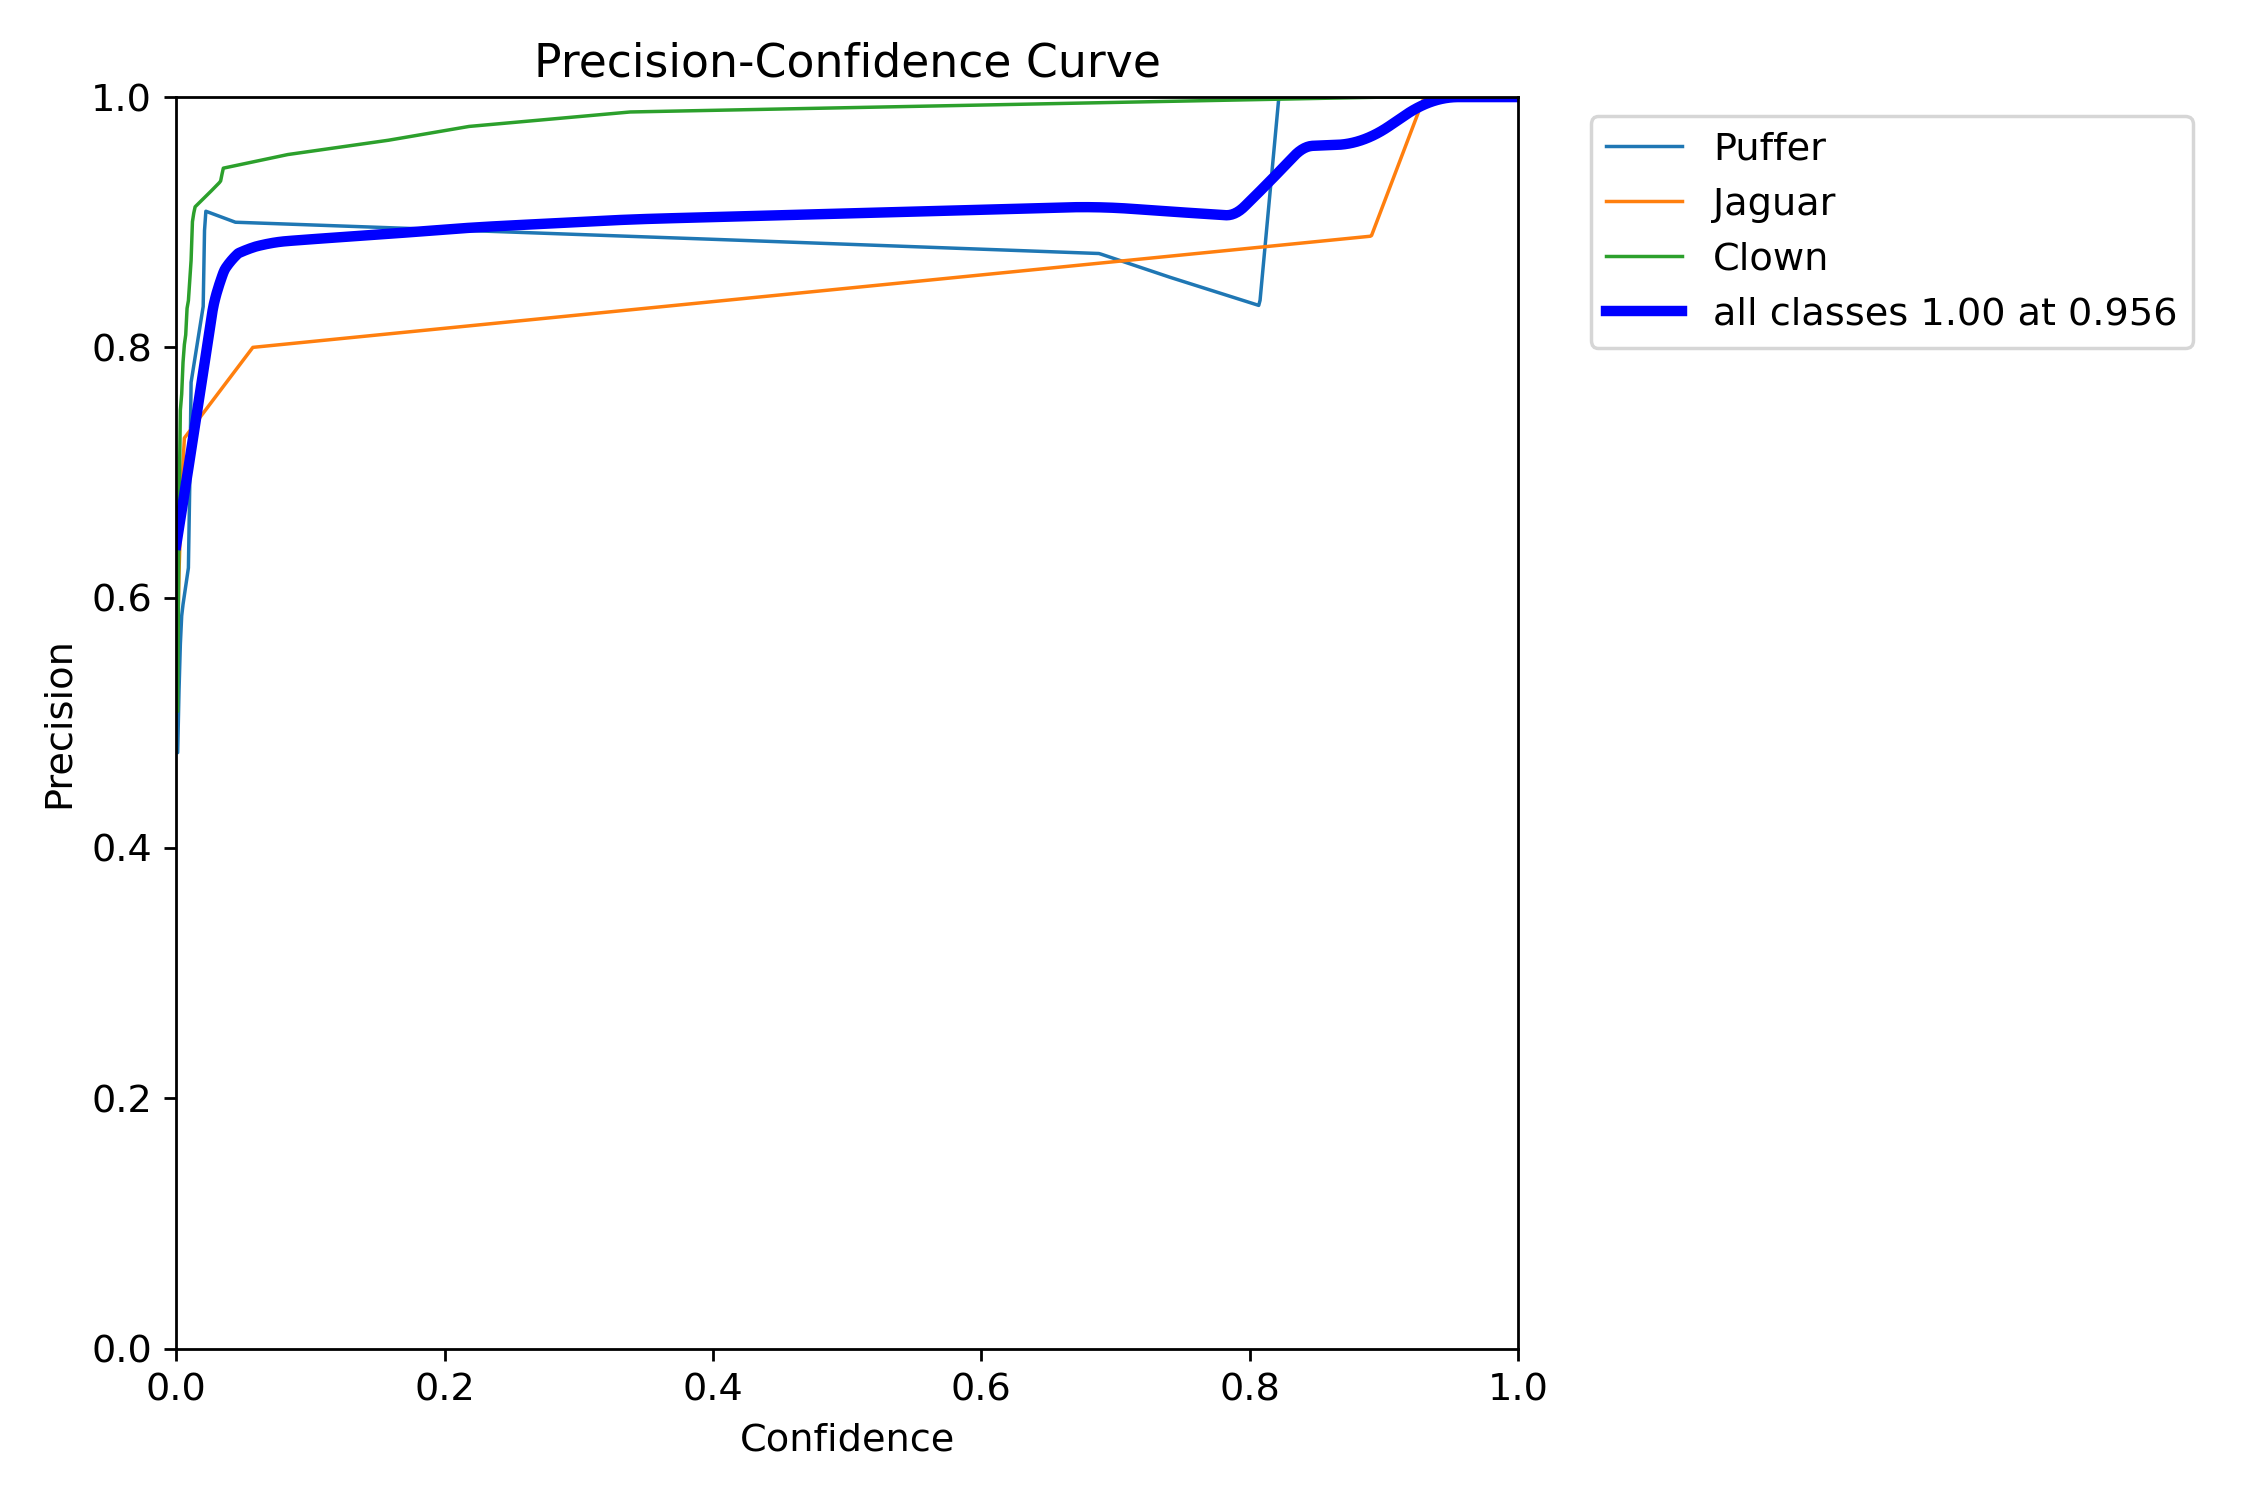 Precision-Confidence Curve
1.0
0.8
0.6
0.4
0.2
0.0
Precision
0.0 0.2 0.4 0.6 0.8 1.0
Confidence
Puffer
Jaguar
Clown
all classes 1.00 at 0.956